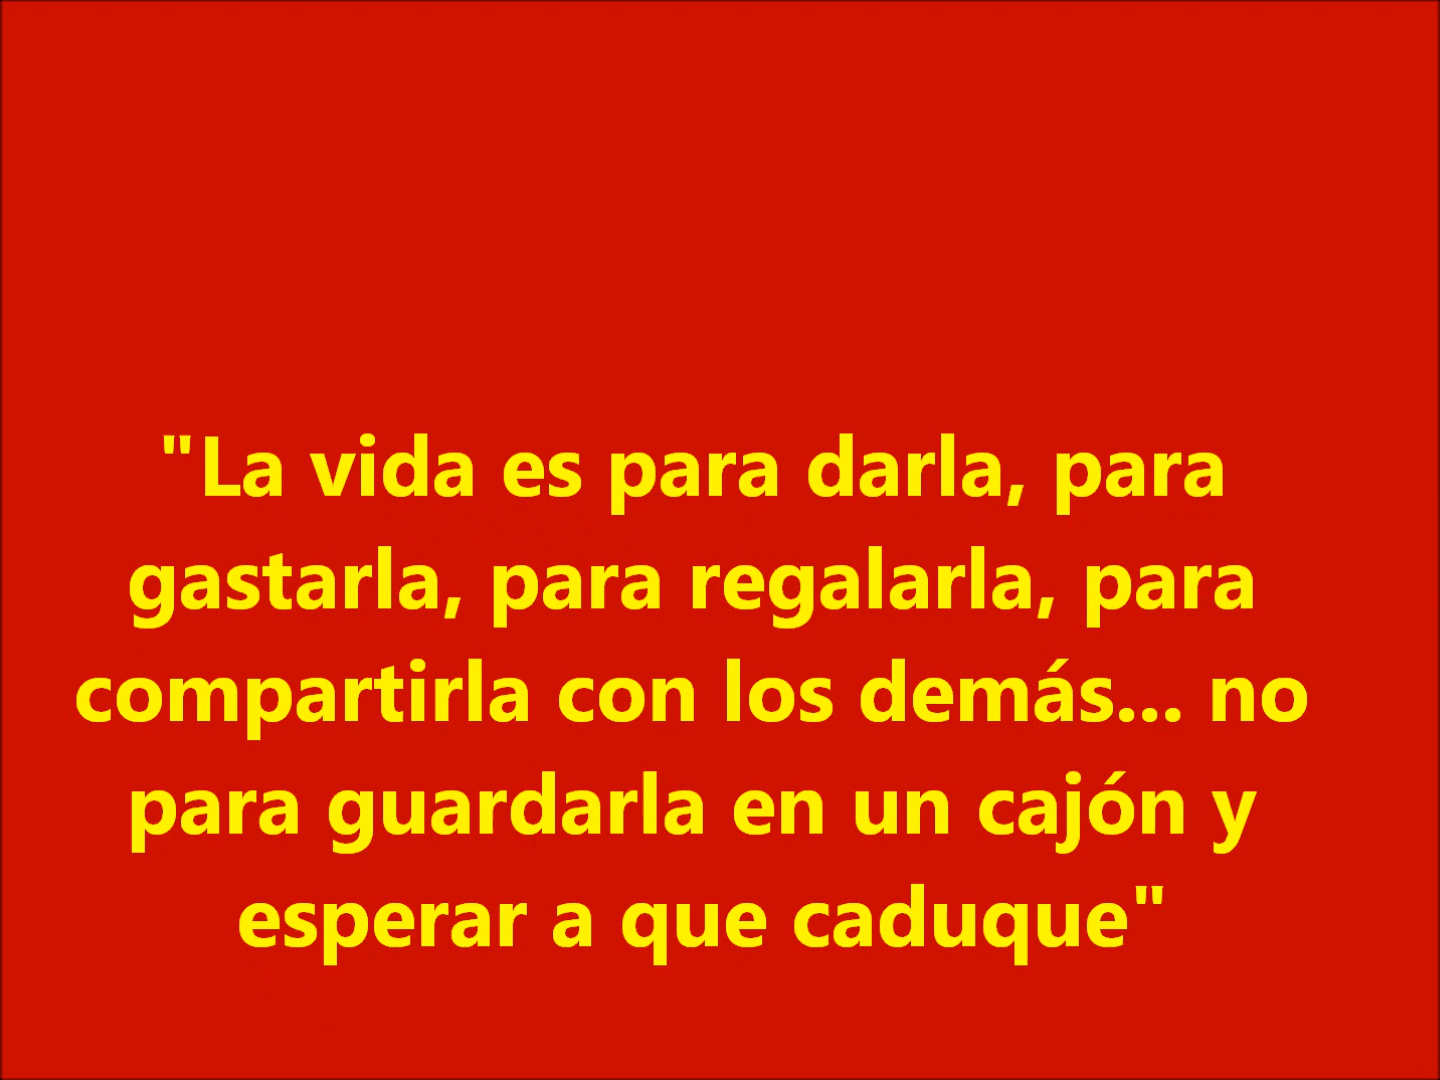 "La vida es para darla, para
gastarla, para regalarla, para
compartirla con los demás... no
para guardarla en un cajón y
esperar a que caduque"